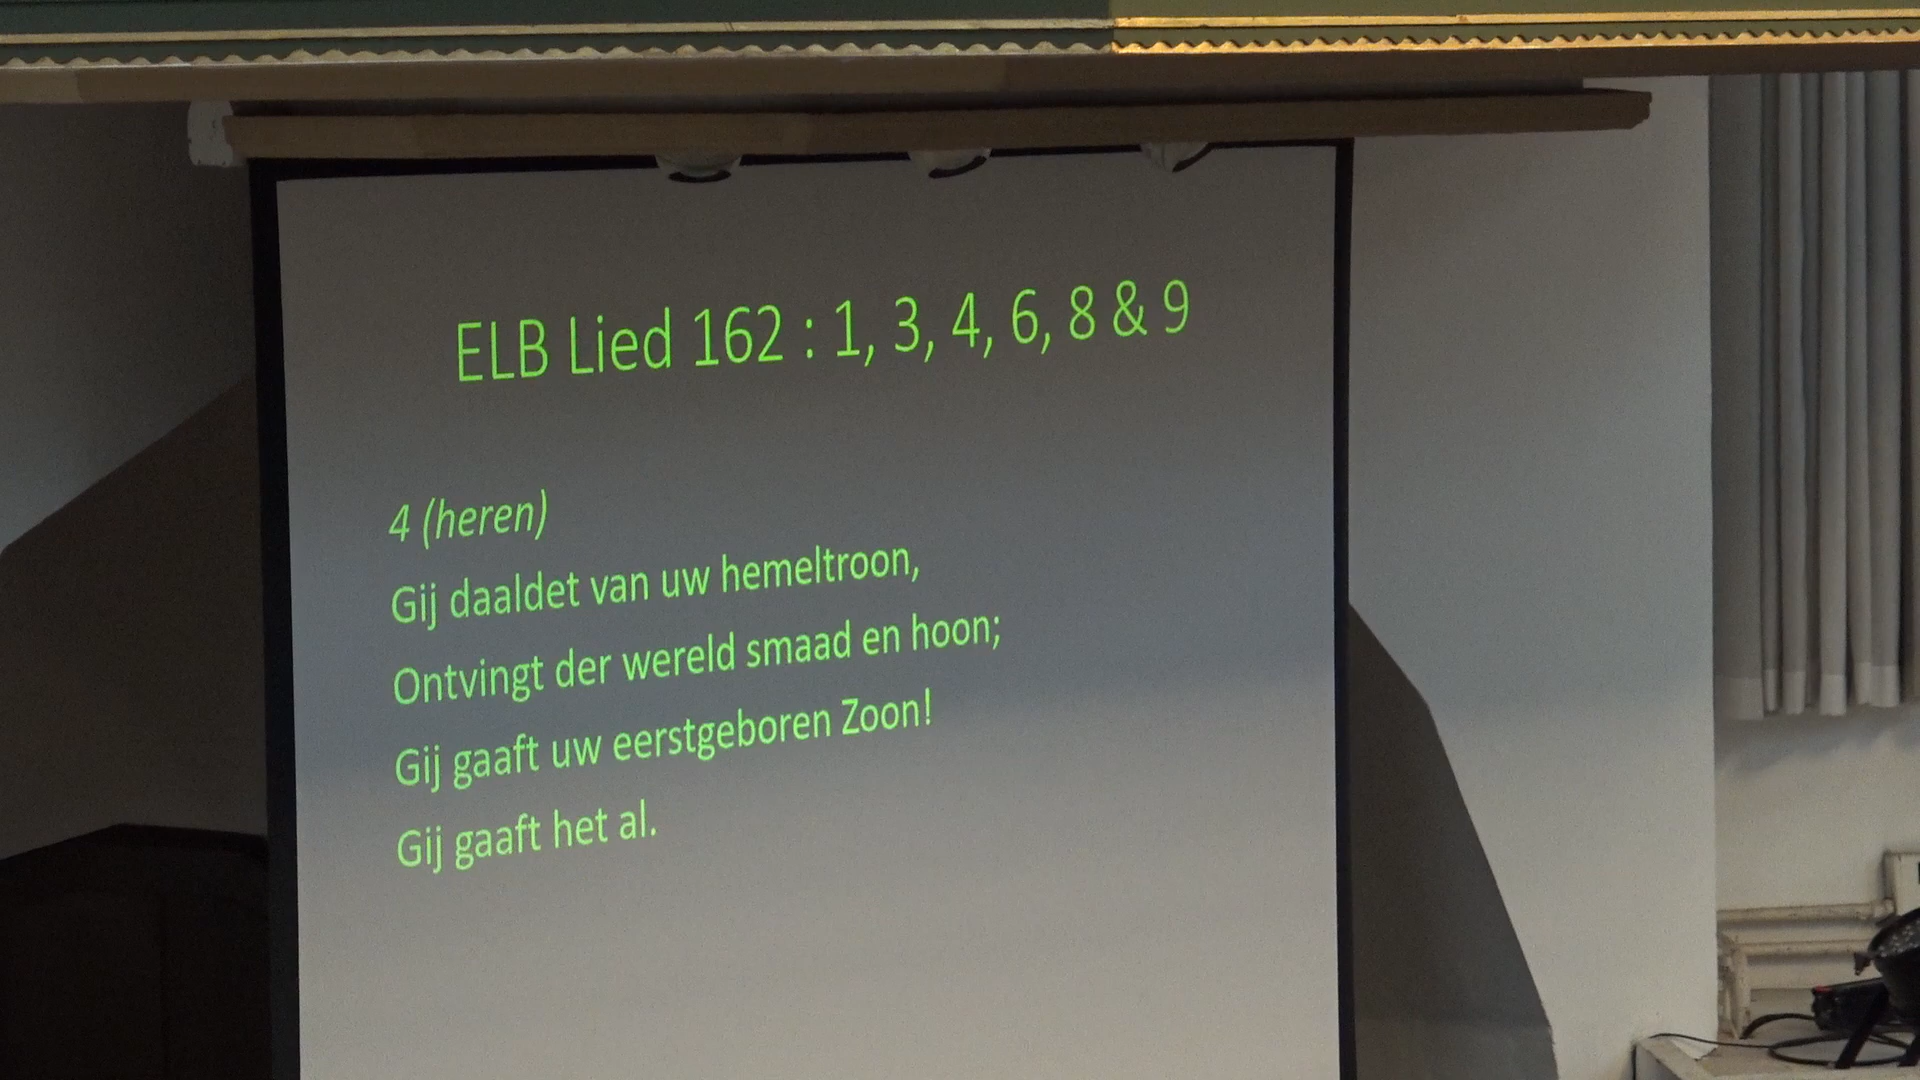 ELB Lied 162 : 1, 3, 4, 6, 8 & 9
4 (heren)
Gij daaldet van uw hemeltroon,
Ontvingt der wereld smaad en hoon;
Gij gaaft uw eerstgeboren Zoon!
Gij gaaft het al.